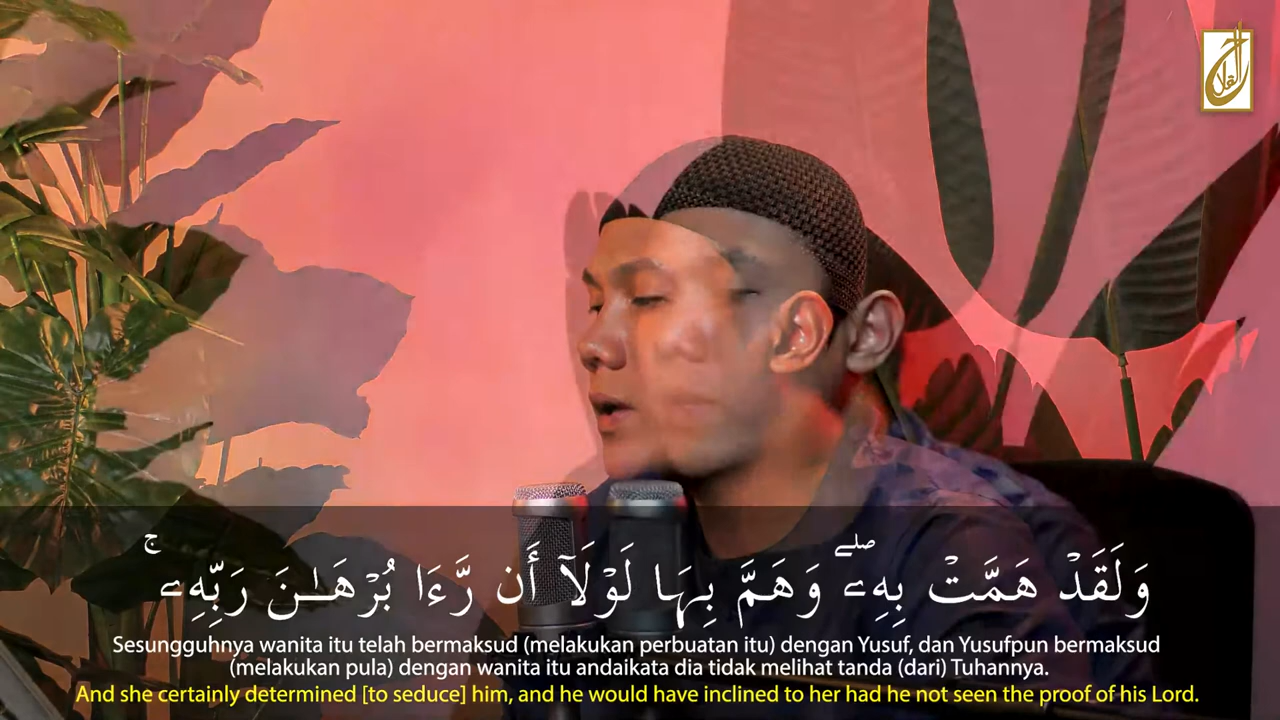 العلاج
وَلَقَدْ هَمَّتْ بِهِۦ ۖ وَهَمَّ بِهَا لَوْلَآ أَن رَّءَا بُرْهَـٰنَ رَبِّهِۦ ۚ
Sesungguhnya wanita itu telah bermaksud (melakukan perbuatan itu) dengan Yusuf, dan Yusufpun bermaksud
(melakukan pula) dengan wanita itu andaikata dia tidak melihat tanda (dari) Tuhannya.
And she certainly determined [to seduce] him, and he would have inclined to her had he not seen the proof of his Lord.